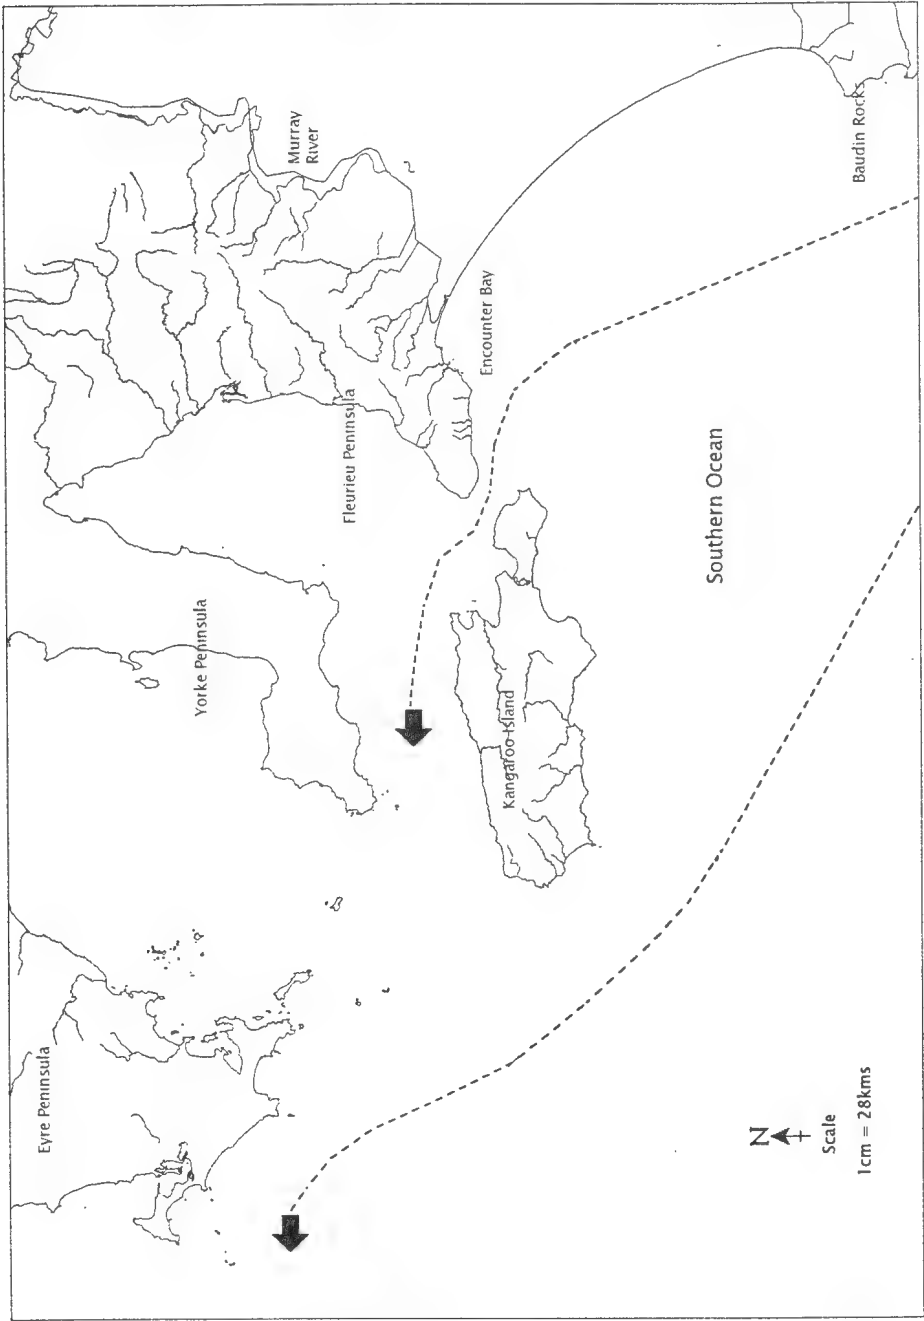 Eyre Peninsula
Yorke Peninsula
Fleurieu Peninsula
Murray
River
Encounter Bay
Kangaroo Island
Baudin Rocks
Southern Ocean
N
Scale
1cm = 28kms